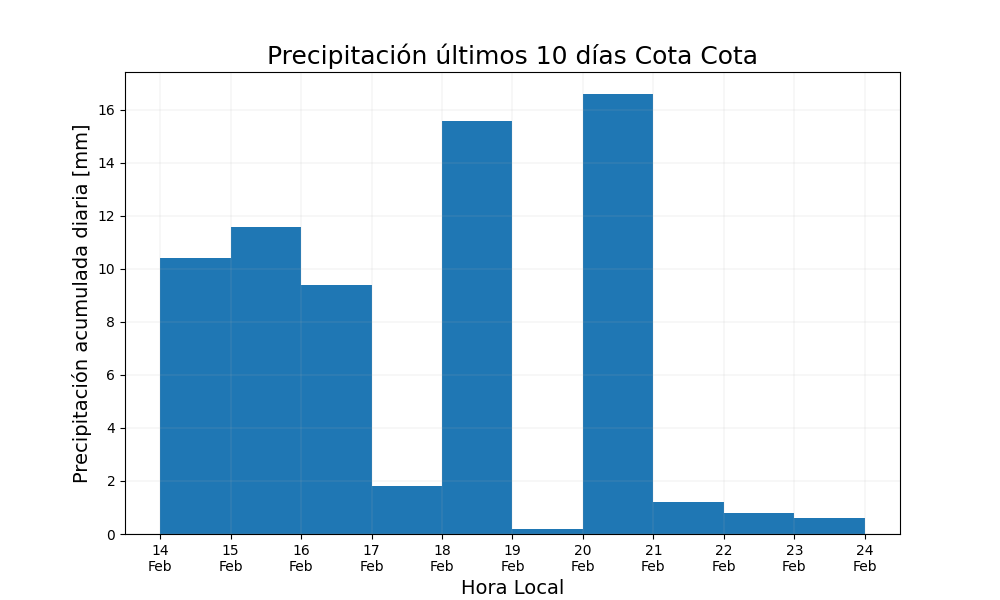 Precipitación últimos 10 días Cota Cota
Precipitación acumulada diaria [mm]
16
14
12
10
8
6
4
2
0
14 15 16 17 18 19 20 21 22 23 24
Feb Feb Feb Feb Feb Feb Feb Feb Feb Feb Feb
Hora Local